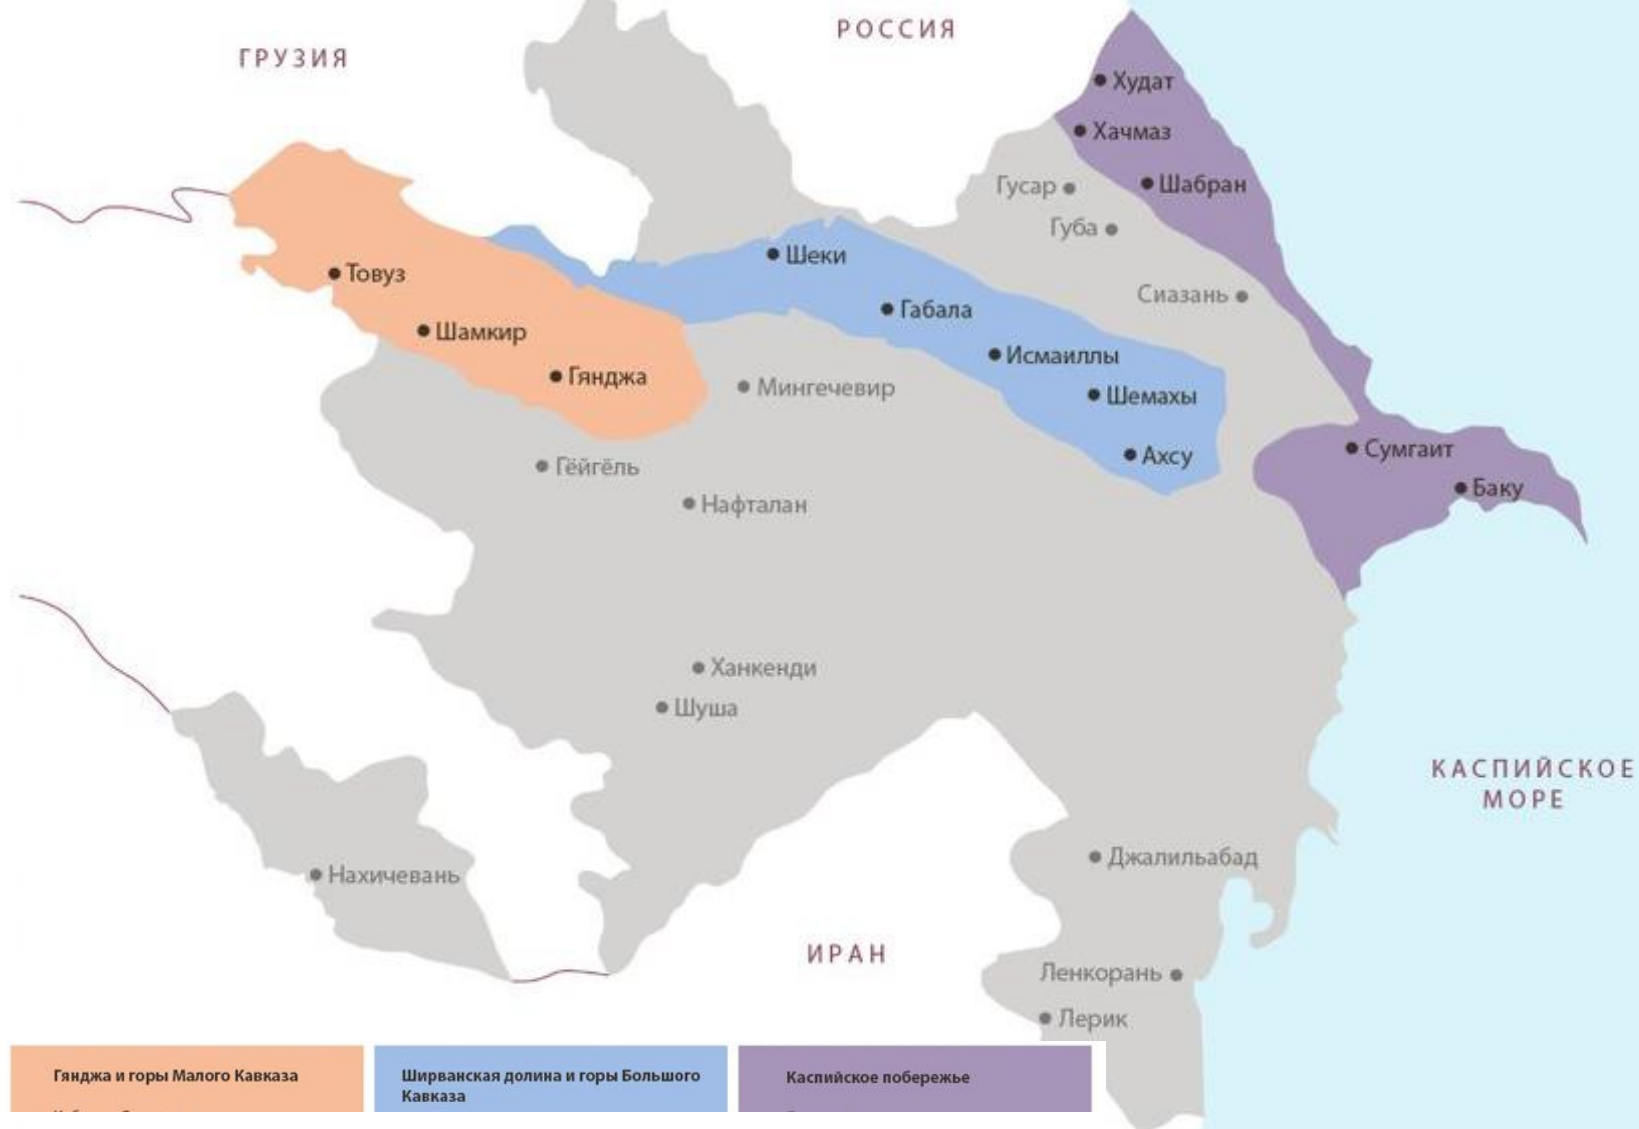 РОССИЯ
ГРУЗИЯ
Худат
Хачмаз
Шабран
Гусар
Губа
Шеки
Товуз
Сиазань
Габала
Шамкир
Исмаиллы
Гянджа
Мингечевир
Шемахы
Сумгаит
Ахсу
Гёйгёль
Баку
Нафталан
Ханкенди
Шуша
КАСПИЙСКОЕ
МОРЕ
Джалильабад
Нахичевань
ИРАН
Ленкорань
Лерик
Гянджа и горы Малого Кавказа
Ширванская долина и горы Большого
Кавказа
Каспийское побережье